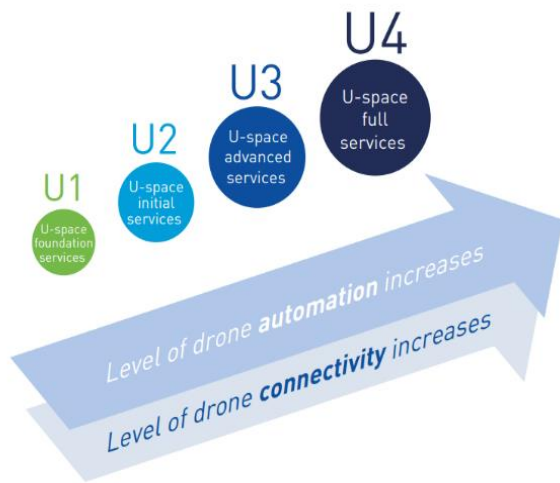 U1
U-space
foundation
services
U2
U-space
initial
services
U3
U-space
advanced
services
U4
U-space
full
services
Level of drone automation increases
Level of drone connectivity increases